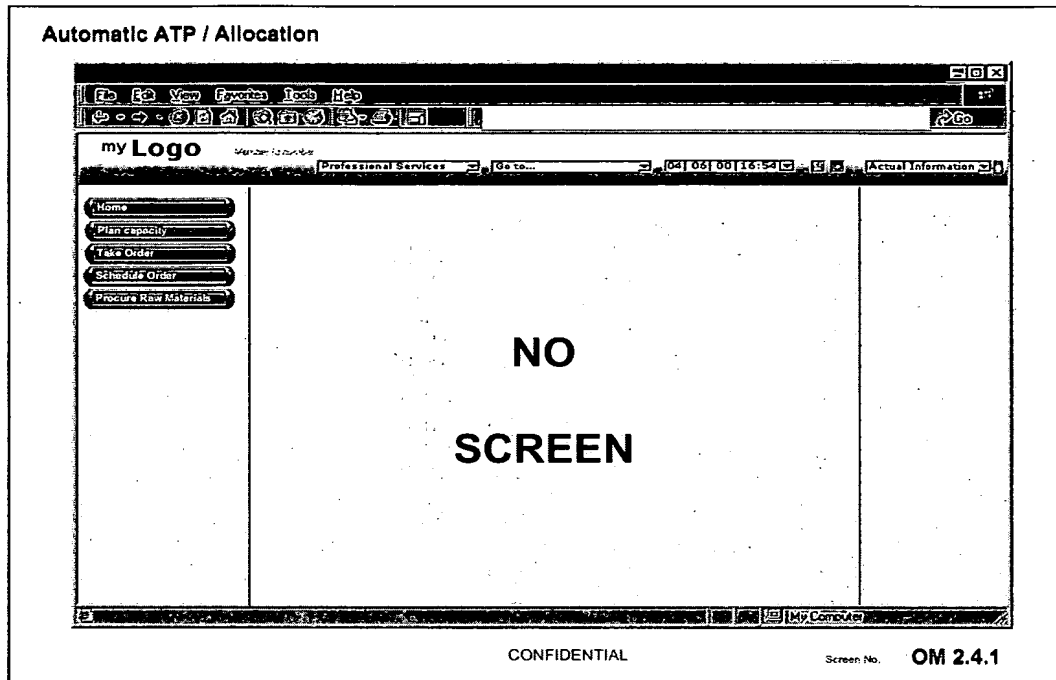 Automatic ATP / Allocation
File Edit View Favorites Tools Help
Go
my Logo
Professional Services Go to... 04 06 00 16:54 Actual Information
Home
Plan capacity
Take Order
Schedule Order
Procure Raw Materials
NO
SCREEN
My Computer
CONFIDENTIAL
Screen No. OM 2.4.1